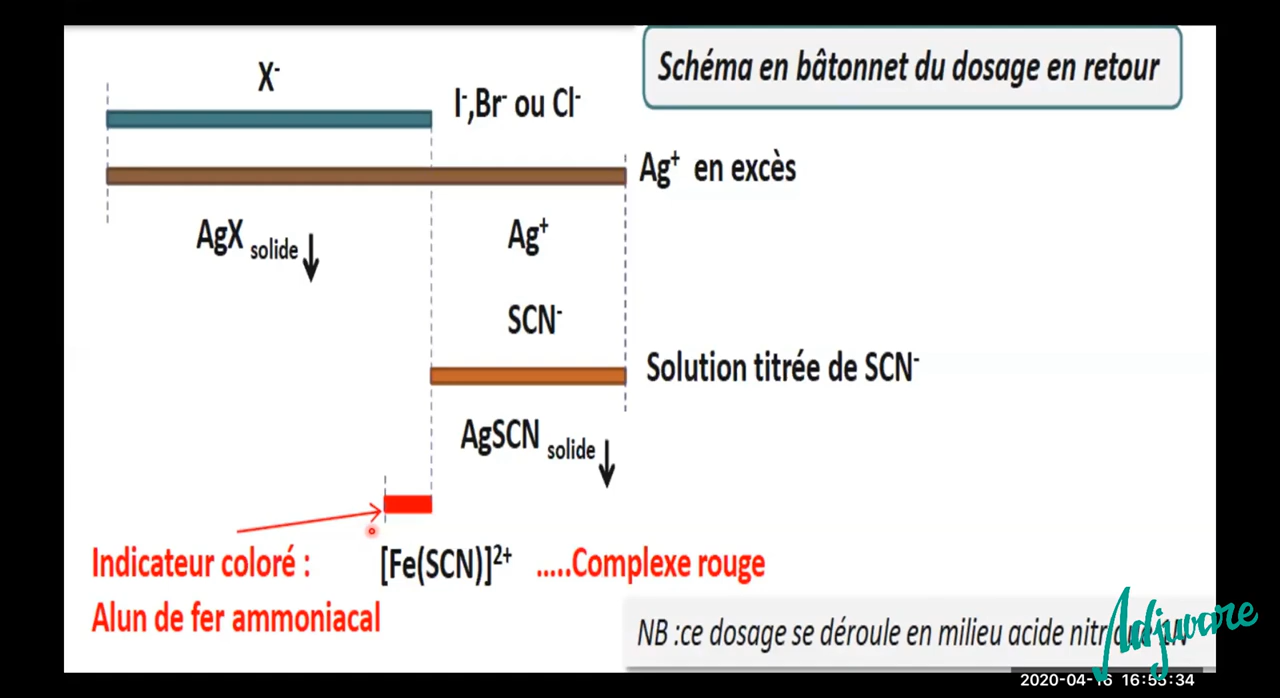 Schéma en bâtonnet du dosage en retour
X⁻
I⁻,Br⁻ ou Cl⁻
Ag⁺ en excès
AgX solide
Ag⁺
SCN⁻
Solution titrée de SCN⁻
AgSCN solide
Indicateur coloré : [Fe(SCN)]²⁺ .....Complexe rouge
Alun de fer ammoniacal
NB :ce dosage se déroule en milieu acide
Adjuware
2020-04-16 16:55:34